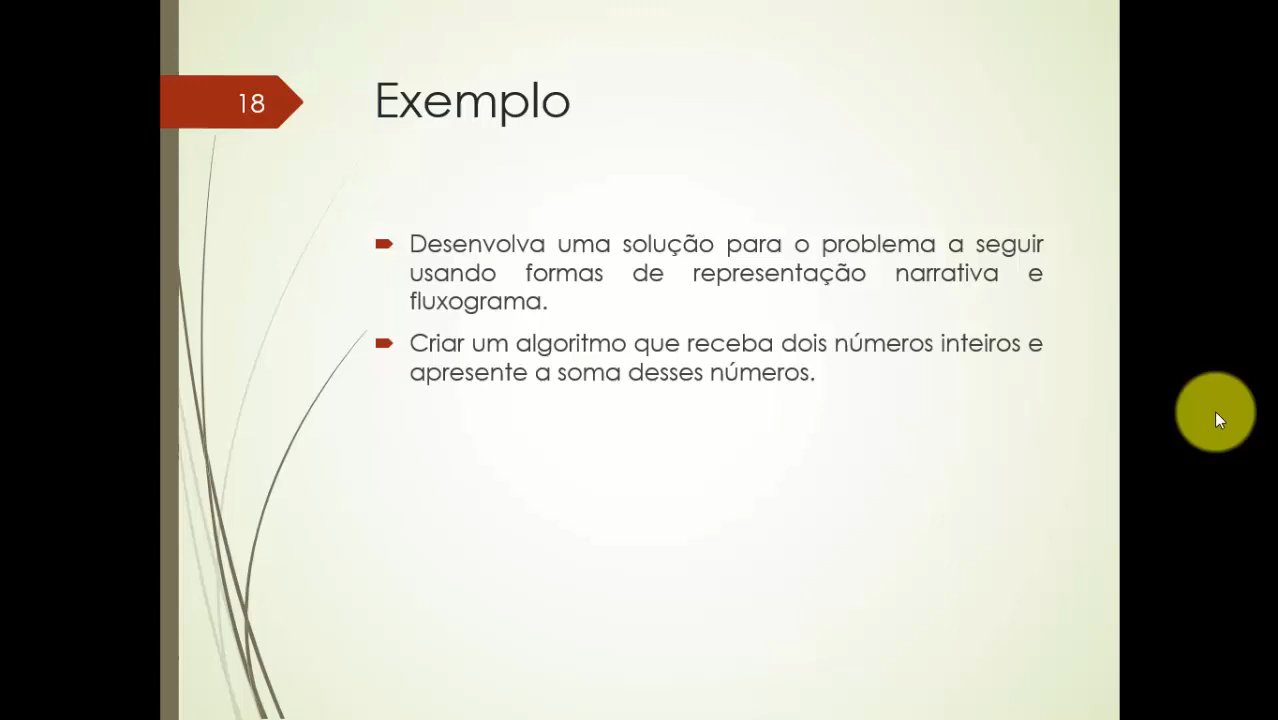 18
Exemplo
Desenvolva uma solução para o problema a seguir
usando formas de representação narrativa e
fluxograma.
Criar um algoritmo que receba dois números inteiros e
apresente a soma desses números.